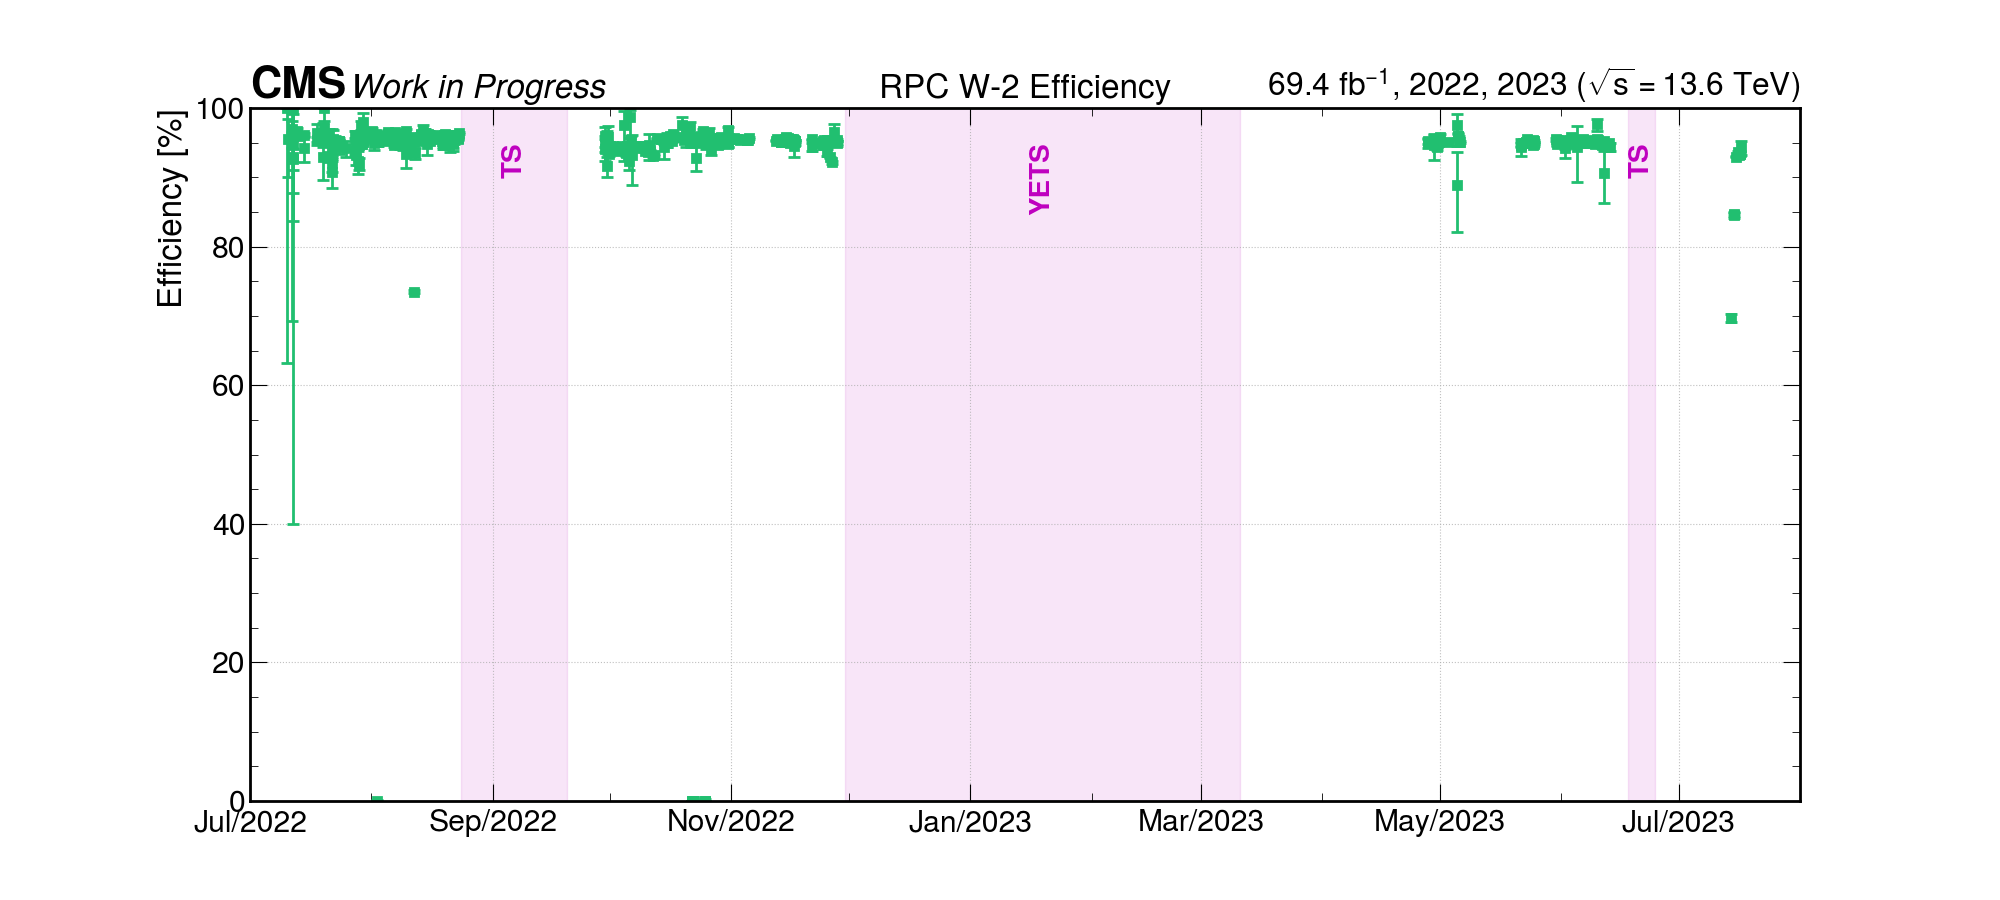 CMS Work in Progress RPC W-2 Efficiency 69.4 fb⁻¹, 2022, 2023 (√s = 13.6 TeV)
Efficiency [%]
100
80
60
40
20
0
TS
YETS
TS
Jul/2022 Sep/2022 Nov/2022 Jan/2023 Mar/2023 May/2023 Jul/2023